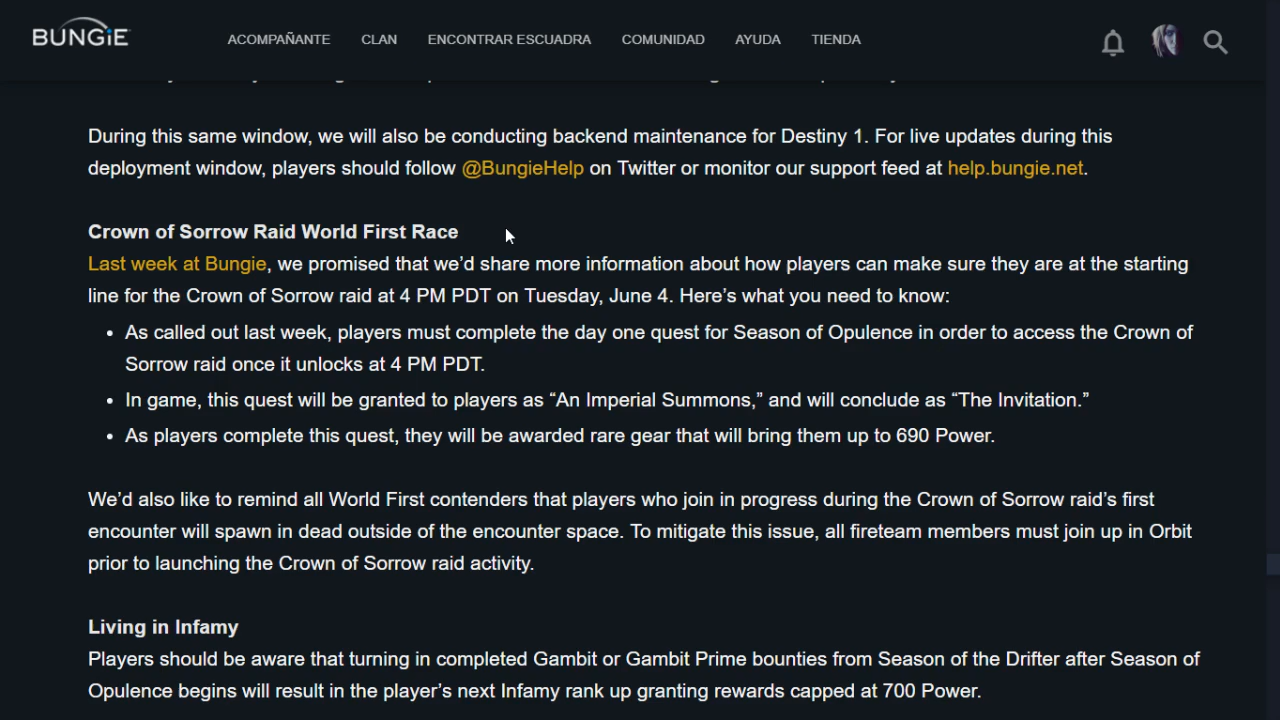 BUNGiE
ACOMPAÑANTE CLAN ENCONTRAR ESCUADRA COMUNIDAD AYUDA TIENDA
During this same window, we will also be conducting backend maintenance for Destiny 1. For live updates during this
deployment window, players should follow @BungieHelp on Twitter or monitor our support feed at help.bungie.net.
Crown of Sorrow Raid World First Race
Last week at Bungie, we promised that we’d share more information about how players can make sure they are at the starting
line for the Crown of Sorrow raid at 4 PM PDT on Tuesday, June 4. Here’s what you need to know:
• As called out last week, players must complete the day one quest for Season of Opulence in order to access the Crown of
Sorrow raid once it unlocks at 4 PM PDT.
• In game, this quest will be granted to players as “An Imperial Summons,” and will conclude as “The Invitation.”
• As players complete this quest, they will be awarded rare gear that will bring them up to 690 Power.
We’d also like to remind all World First contenders that players who join in progress during the Crown of Sorrow raid’s first
encounter will spawn in dead outside of the encounter space. To mitigate this issue, all fireteam members must join up in Orbit
prior to launching the Crown of Sorrow raid activity.
Living in Infamy
Players should be aware that turning in completed Gambit or Gambit Prime bounties from Season of the Drifter after Season of
Opulence begins will result in the player’s next Infamy rank up granting rewards capped at 700 Power.